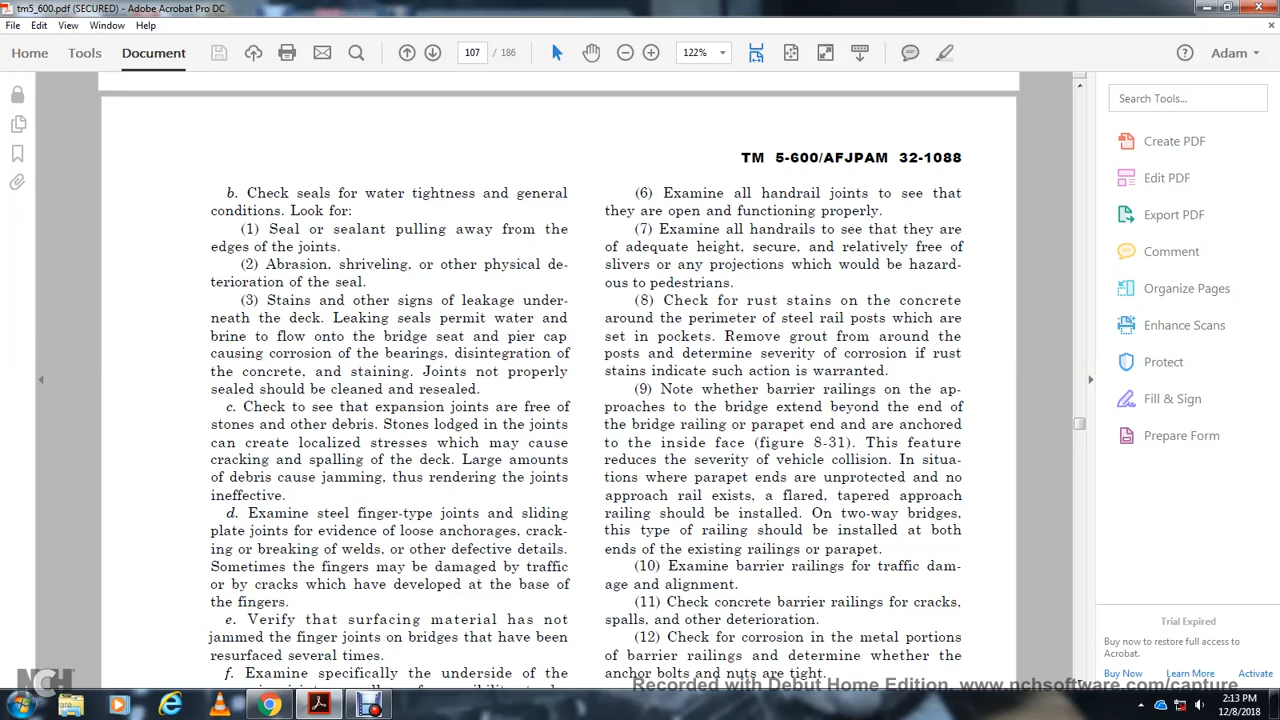 tm5_600.pdf (SECURED) - Adobe Acrobat Pro DC
File Edit View Window Help
Home Tools Document 107 / 186 122% Adam
TM 5-600/AFJPAM 32-1088
b. Check seals for water tightness and general
conditions. Look for:
(1) Seal or sealant pulling away from the
edges of the joints.
(2) Abrasion, shriveling, or other physical de-
terioration of the seal.
(3) Stains and other signs of leakage under-
neath the deck. Leaking seals permit water and
brine to flow onto the bridge seat and pier cap
causing corrosion of the bearings, disintegration of
the concrete, and staining. Joints not properly
sealed should be cleaned and resealed.
c. Check to see that expansion joints are free of
stones and other debris. Stones lodged in the joints
can create localized stresses which may cause
cracking and spalling of the deck. Large amounts
of debris cause jamming, thus rendering the joints
ineffective.
d. Examine steel finger-type joints and sliding
plate joints for evidence of loose anchorages, crack-
ing or breaking of welds, or other defective details.
Sometimes the fingers may be damaged by traffic
or by cracks which have developed at the base of
the fingers.
e. Verify that surfacing material has not
jammed the finger joints on bridges that have been
resurfaced several times.
f. Examine specifically the underside of the
(6) Examine all handrail joints to see that
they are open and functioning properly.
(7) Examine all handrails to see that they are
of adequate height, secure, and relatively free of
slivers or any projections which would be hazard-
ous to pedestrians.
(8) Check for rust stains on the concrete
around the perimeter of steel rail posts which are
set in pockets. Remove grout from around the
posts and determine severity of corrosion if rust
stains indicate such action is warranted.
(9) Note whether barrier railings on the ap-
proaches to the bridge extend beyond the end of
the bridge railing or parapet end and are anchored
to the inside face (figure 8-31). This feature
reduces the severity of vehicle collision. In situa-
tions where parapet ends are unprotected and no
approach rail exists, a flared, tapered approach
railing should be installed. On two-way bridges,
this type of railing should be installed at both
ends of the existing railings or parapet.
(10) Examine barrier railings for traffic dam-
age and alignment.
(11) Check concrete barrier railings for cracks,
spalls, and other deterioration.
(12) Check for corrosion in the metal portions
of barrier railings and determine whether the
anchor bolts and nuts are tight.
Search Tools...
Create PDF
Edit PDF
Export PDF
Comment
Organize Pages
Enhance Scans
Protect
Fill & Sign
Prepare Form
Trial Expired
Buy now to restore full access to
Acrobat.
Buy Now Learn More Activate
NCH
Recorded with Debut Home Edition. www.nchsoftware.com/capture
2:13 PM
12/8/2018